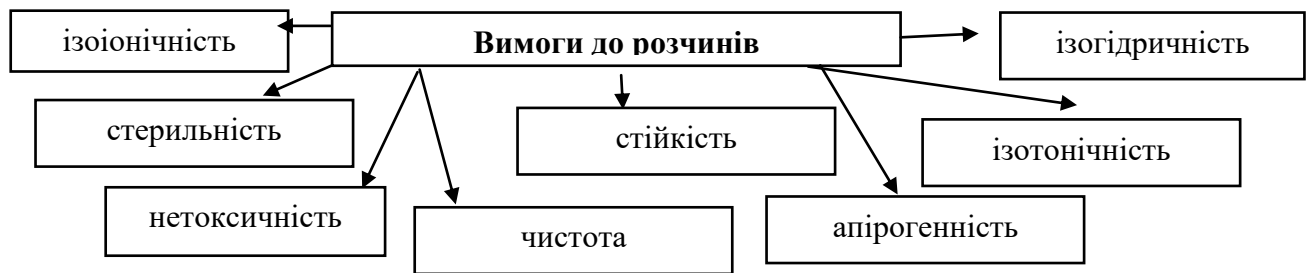 Вимоги до розчинів
ізоіонічність
ізогідричність
стерильність
стійкість
ізотонічність
нетоксичність
чистота
апірогенність